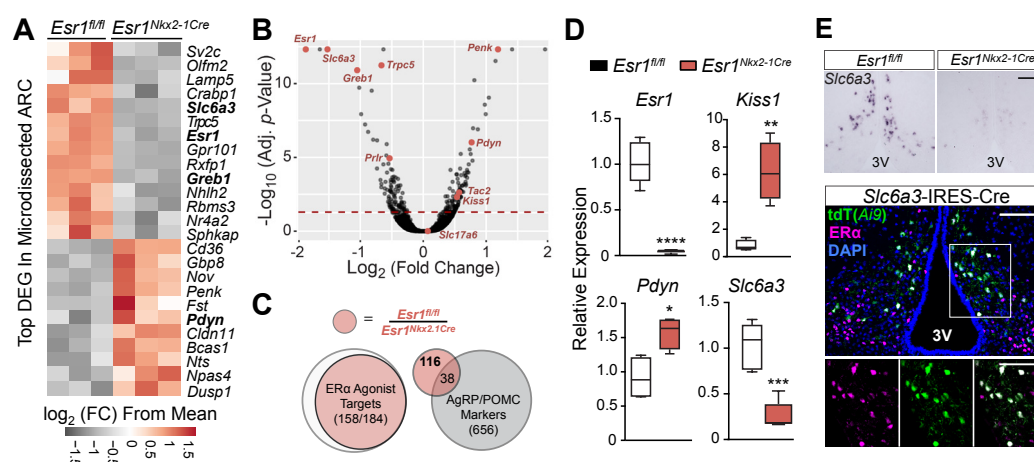 A
Esr1fl/fl
Esr1Nkx2-1Cre
Top DEG In Microdissected ARC
Sv2c
Olfm2
Lamp5
Crabp1
Slc6a3
Trpc5
Esr1
Gpr101
Rxfp1
Greb1
Nhlh2
Rbms3
Nr4a2
Sphkap
Cd36
Gbp8
Nov
Penk
Fst
Pdyn
Cldn11
Bcas1
Nts
Npas4
Dusp1
log2 (FC) From Mean
-1.5
-1
-0.5
0
0.5
1
1.5
B
-Log10 (Adj. p-Value)
10
5
0
Esr1
Slc6a3
Greb1
Trpc5
Penk
Prlr
Pdyn
Tac2
Kiss1
Slc17a6
-2
-1
0
1
2
Log2 (Fold Change)
C
= Esr1fl/fl
Esr1Nkx2.1Cre
ERα Agonist
Targets
(158/184)
116
38
AgRP/POMC
Markers
(656)
D
Esr1fl/fl
Esr1Nkx2-1Cre
Relative Expression
Esr1
1.5
1.0
0.5
0
****
Kiss1
10
8
6
4
2
0
**
Pdyn
2.0
1.5
1.0
0.5
0
*
Slc6a3
1.5
1.0
0.5
0
***
E
Esr1fl/fl
Esr1Nkx2-1Cre
Slc6a3
3V
3V
Slc6a3-IRES-Cre
tdT(Ai9)
ERα
DAPI
3V